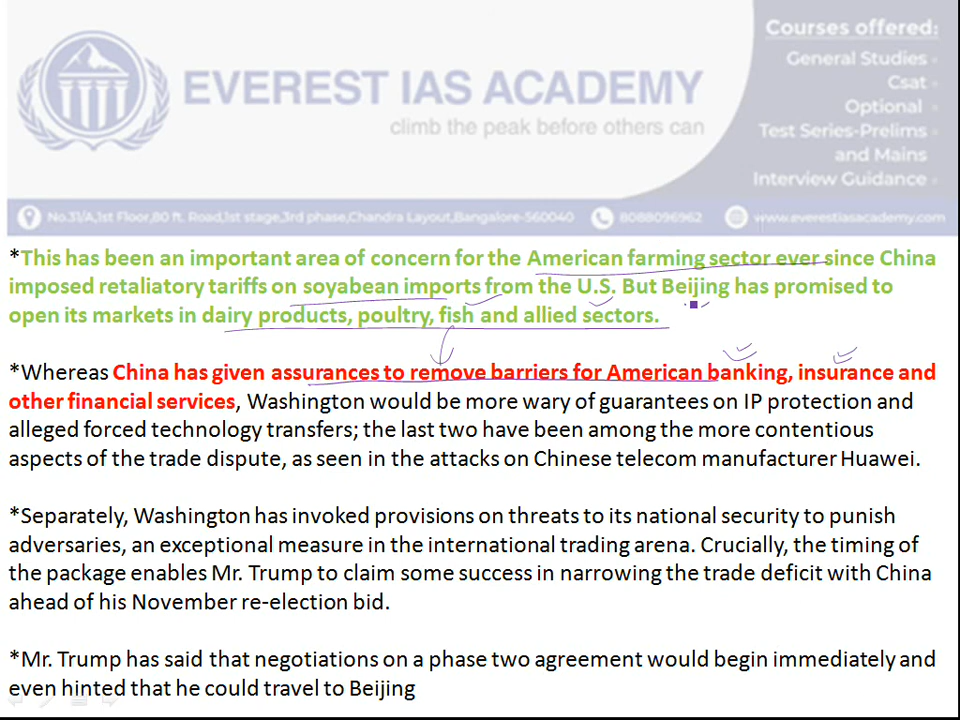 Courses offered:
General Studies
Csat
EVEREST IAS ACADEMY
Optional
climb the peak before others can
Test Series-Prelims
and Mains
Interview Guidance
No.31/A,1st Floor,80 ft. Road,1st stage,3rd phase,Chandra Layout,Bangalore-560040
8088096962
www.everestiasacademy.com
*This has been an important area of concern for the American farming sector ever since China
imposed retaliatory tariffs on soyabean imports from the U.S. But Beijing has promised to
open its markets in dairy products, poultry, fish and allied sectors.
*Whereas China has given assurances to remove barriers for American banking, insurance and
other financial services, Washington would be more wary of guarantees on IP protection and
alleged forced technology transfers; the last two have been among the more contentious
aspects of the trade dispute, as seen in the attacks on Chinese telecom manufacturer Huawei.
*Separately, Washington has invoked provisions on threats to its national security to punish
adversaries, an exceptional measure in the international trading arena. Crucially, the timing of
the package enables Mr. Trump to claim some success in narrowing the trade deficit with China
ahead of his November re-election bid.
*Mr. Trump has said that negotiations on a phase two agreement would begin immediately and
even hinted that he could travel to Beijing